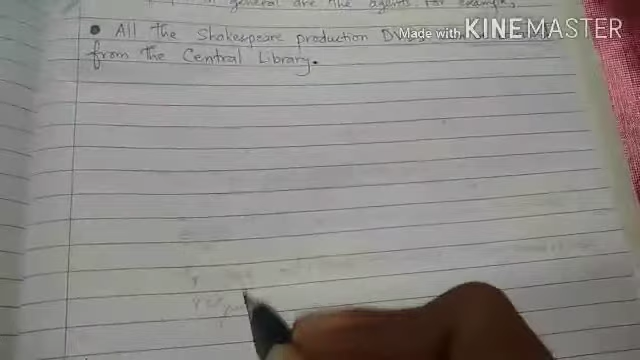 general are the agents for example,
• All the Shakespeare production
from the Central Library.
Made with KINEMASTER